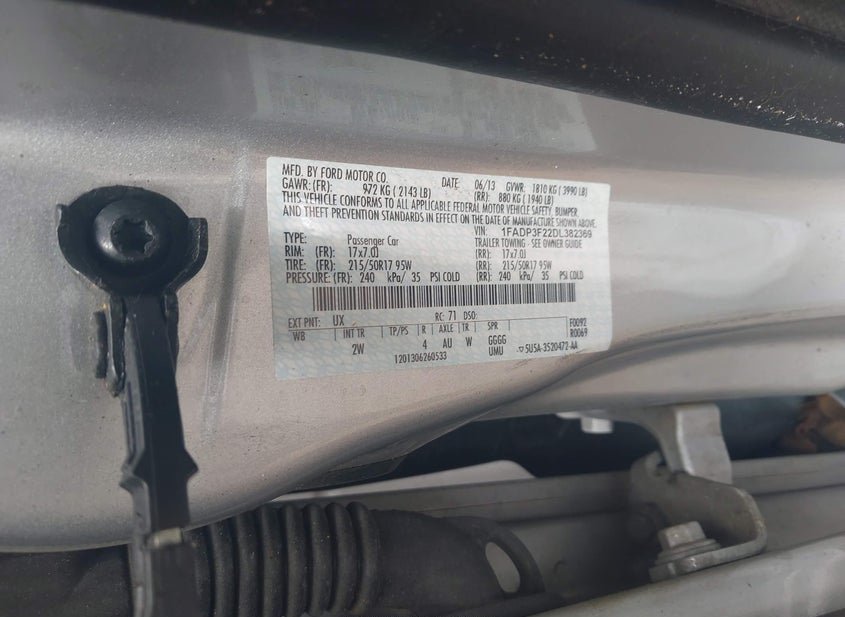 MFD. BY FORD MOTOR CO.
DATE: 06/13 GVWR: 1810 KG ( 3990 LB)
GAWR: (FR): 972 KG ( 2143 LB) (RR): 880 KG ( 1940 LB)
THIS VEHICLE CONFORMS TO ALL APPLICABLE FEDERAL MOTOR VEHICLE SAFETY, BUMPER,
AND THEFT PREVENTION STANDARDS IN EFFECT ON THE DATE OF MANUFACTURE SHOWN ABOVE.
VIN: 1FADP3F22DL382369
TYPE: Passenger Car TRAILER TOWING - SEE OWNER GUIDE
RIM: (FR): 17x7.0J (RR): 17x7.0J
TIRE: (FR): 215/50R17 95W (RR): 215/50R17 95W
PRESSURE: (FR): 240 kPa/ 35 PSI COLD (RR): 240 kPa/ 35 PSI COLD
EXT PNT: UX RC: 71 DSO: F0092
WB INT TR TP/PS R AXLE TR SPR R0069
2W 4 AU W GGGG
1201306260533 UMU ▽5U5A-3520472-AA